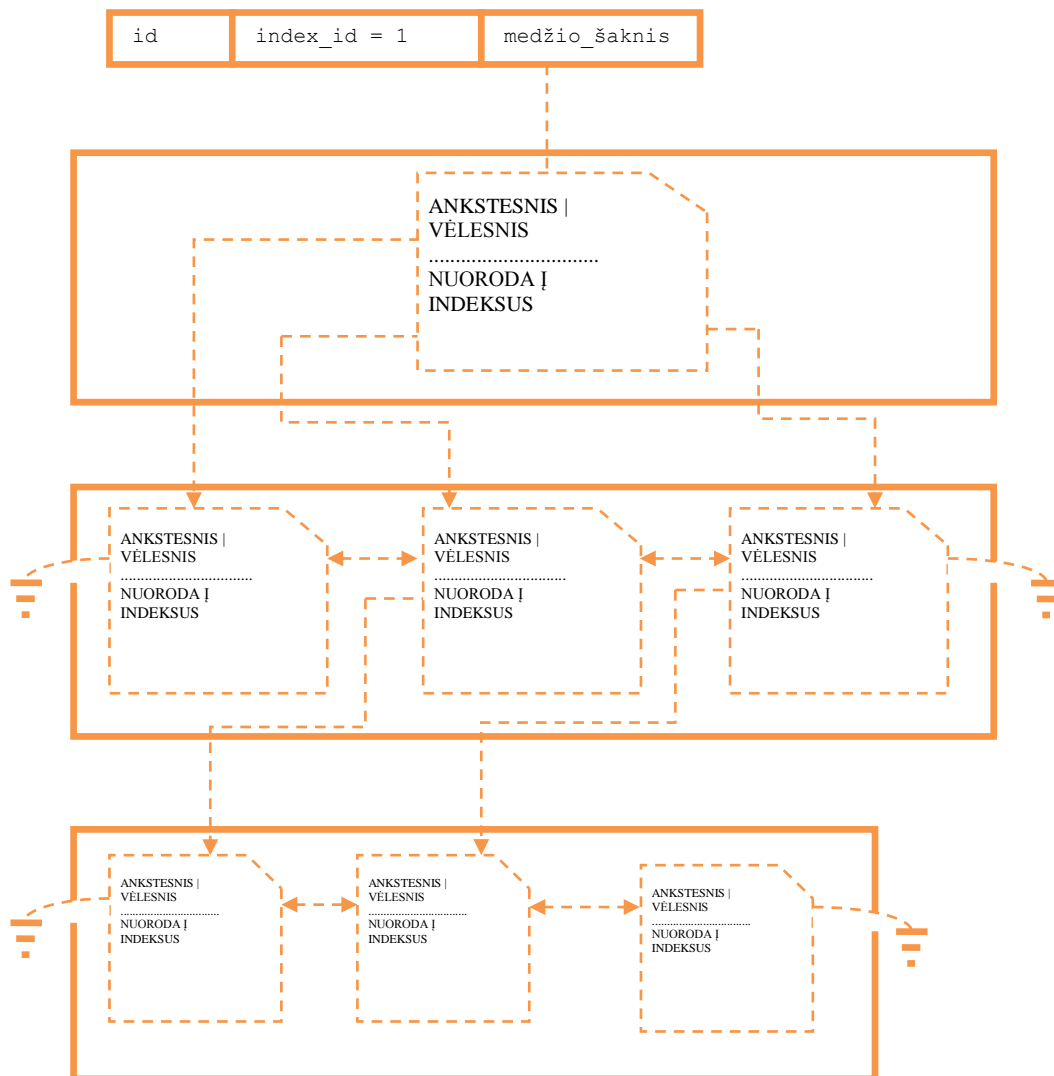 id index_id = 1 medžio_šaknis
ANKSTESNIS |
VĖLESNIS
................................
NUORODA Į
INDEKSUS
ANKSTESNIS |
VĖLESNIS
................................
NUORODA Į
INDEKSUS
ANKSTESNIS |
VĖLESNIS
................................
NUORODA Į
INDEKSUS
ANKSTESNIS |
VĖLESNIS
................................
NUORODA Į
INDEKSUS
ANKSTESNIS |
VĖLESNIS
................................
NUORODA Į
INDEKSUS
ANKSTESNIS |
VĖLESNIS
................................
NUORODA Į
INDEKSUS
ANKSTESNIS |
VĖLESNIS
................................
NUORODA Į
INDEKSUS